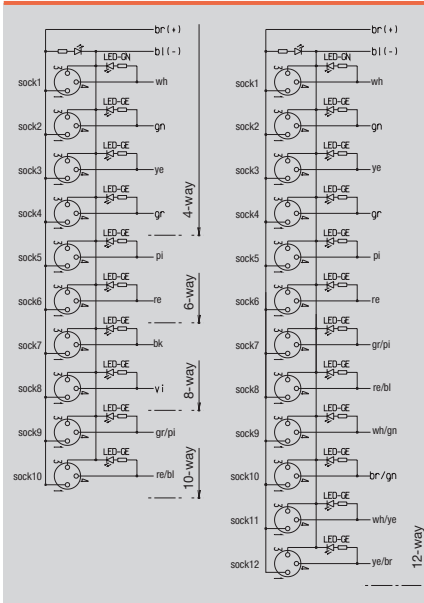 br(+)
bl(-)
LED-GN
sock1
wh
LED-GE
sock2
gn
LED-GE
sock3
ye
LED-GE
sock4
gr
4-way
LED-GE
sock5
pi
LED-GE
sock6
re
6-way
LED-GE
sock7
bk
LED-GE
sock8
vi
8-way
LED-GE
sock9
gr/pi
LED-GE
sock10
re/bl
10-way
br(+)
bl(-)
LED-GN
sock1
wh
LED-GE
sock2
gn
LED-GE
sock3
ye
LED-GE
sock4
gr
LED-GE
sock5
pi
LED-GE
sock6
re
LED-GE
sock7
gr/pi
LED-GE
sock8
re/bl
LED-GE
sock9
wh/gn
LED-GE
sock10
br/gn
LED-GE
sock11
wh/ye
LED-GE
sock12
ye/br
12-way